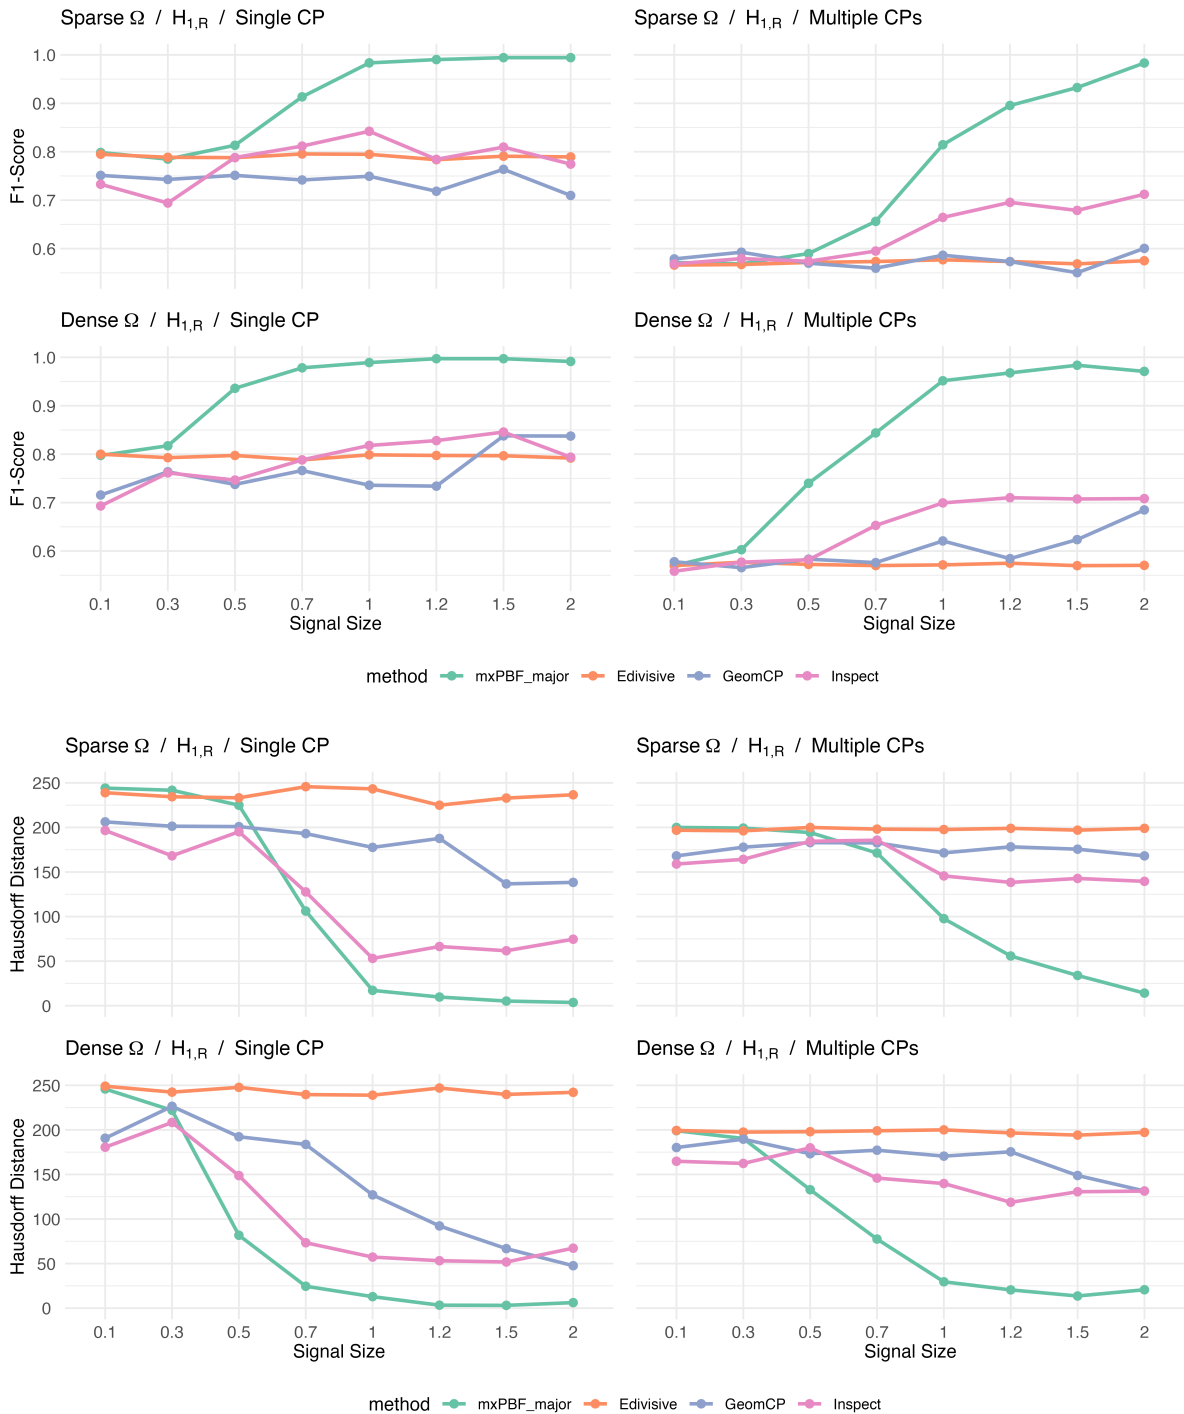 Sparse Ω / H1,R / Single CP
Sparse Ω / H1,R / Multiple CPs
1.0
0.9
0.8
0.7
0.6
F1-Score
Dense Ω / H1,R / Single CP
Dense Ω / H1,R / Multiple CPs
1.0
0.9
0.8
0.7
0.6
F1-Score
0.1 0.3 0.5 0.7 1 1.2 1.5 2
0.1 0.3 0.5 0.7 1 1.2 1.5 2
Signal Size
Signal Size
method mxPBF_major Edivisive GeomCP Inspect
Sparse Ω / H1,R / Single CP
Sparse Ω / H1,R / Multiple CPs
250
200
150
100
50
0
Hausdorff Distance
Dense Ω / H1,R / Single CP
Dense Ω / H1,R / Multiple CPs
250
200
150
100
50
0
Hausdorff Distance
0.1 0.3 0.5 0.7 1 1.2 1.5 2
0.1 0.3 0.5 0.7 1 1.2 1.5 2
Signal Size
Signal Size
method mxPBF_major Edivisive GeomCP Inspect